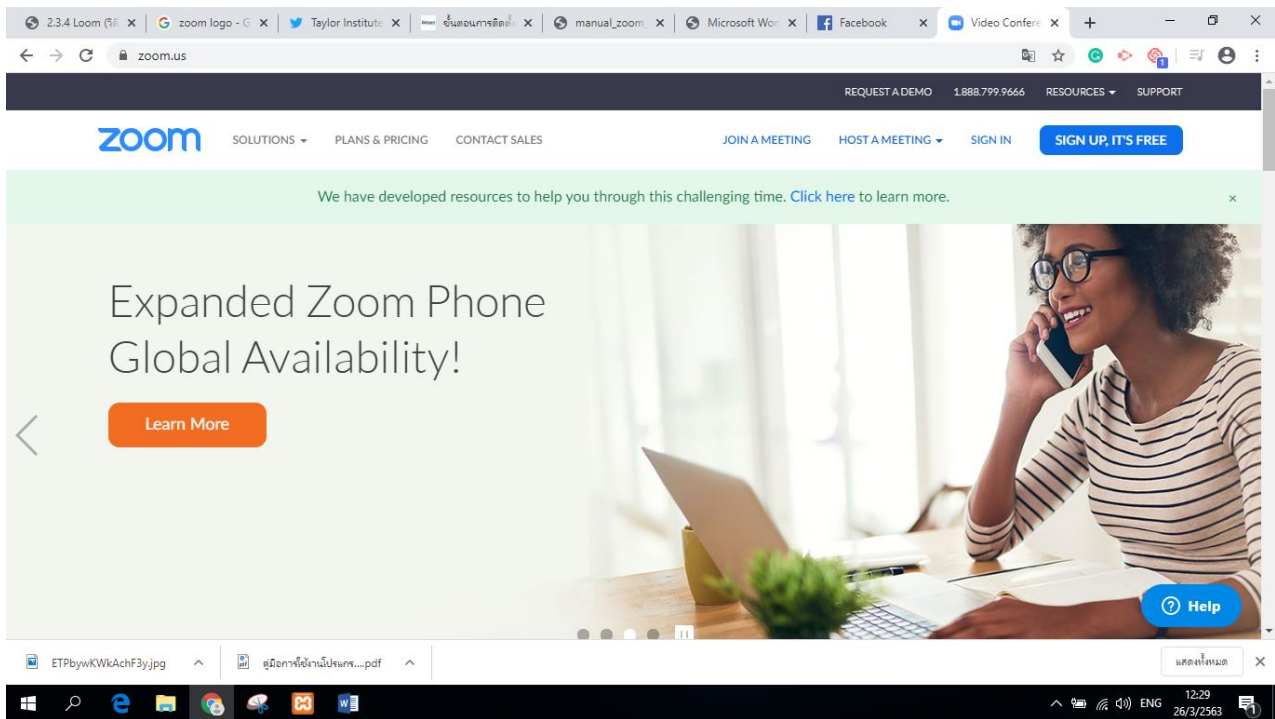 2.3.4 Loom (วิธี
zoom logo - G
Taylor Institute
ขั้นตอนการติดตั้ง
manual_zoom_
Microsoft Wor
Facebook
Video Confere
zoom.us
1
REQUEST A DEMO 1.888.799.9666 RESOURCES SUPPORT
zoom SOLUTIONS PLANS & PRICING CONTACT SALES JOIN A MEETING HOST A MEETING SIGN IN SIGN UP, IT'S FREE
We have developed resources to help you through this challenging time. Click here to learn more.
Expanded Zoom Phone
Global Availability!
Learn More
Help
ETPbywKWkAchF3y.jpg
คู่มือการใช้งานโปรแกร....pdf
แสดงทั้งหมด
ENG
12:29
26/3/2563
1